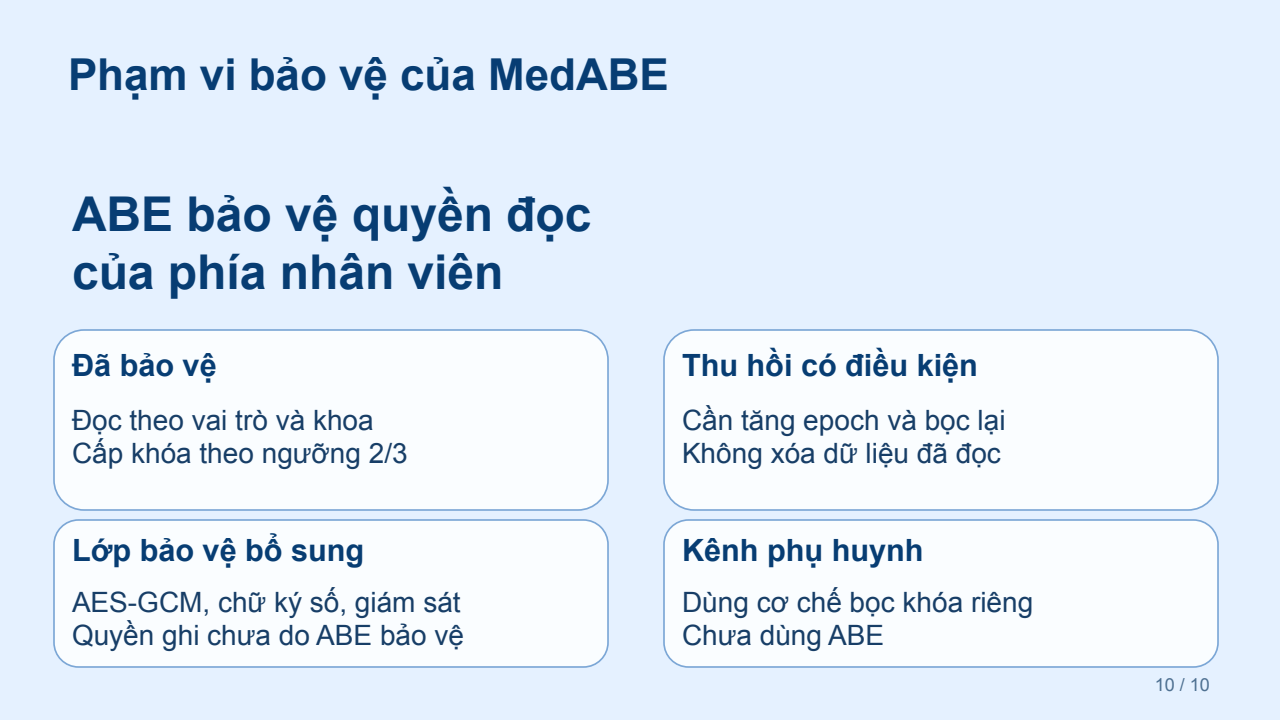 Phạm vi bảo vệ của MedABE
ABE bảo vệ quyền đọc
của phía nhân viên
Đã bảo vệ
Đọc theo vai trò và khoa
Cấp khóa theo ngưỡng 2/3
Thu hồi có điều kiện
Cần tăng epoch và bọc lại
Không xóa dữ liệu đã đọc
Lớp bảo vệ bổ sung
AES-GCM, chữ ký số, giám sát
Quyền ghi chưa do ABE bảo vệ
Kênh phụ huynh
Dùng cơ chế bọc khóa riêng
Chưa dùng ABE
10 / 10